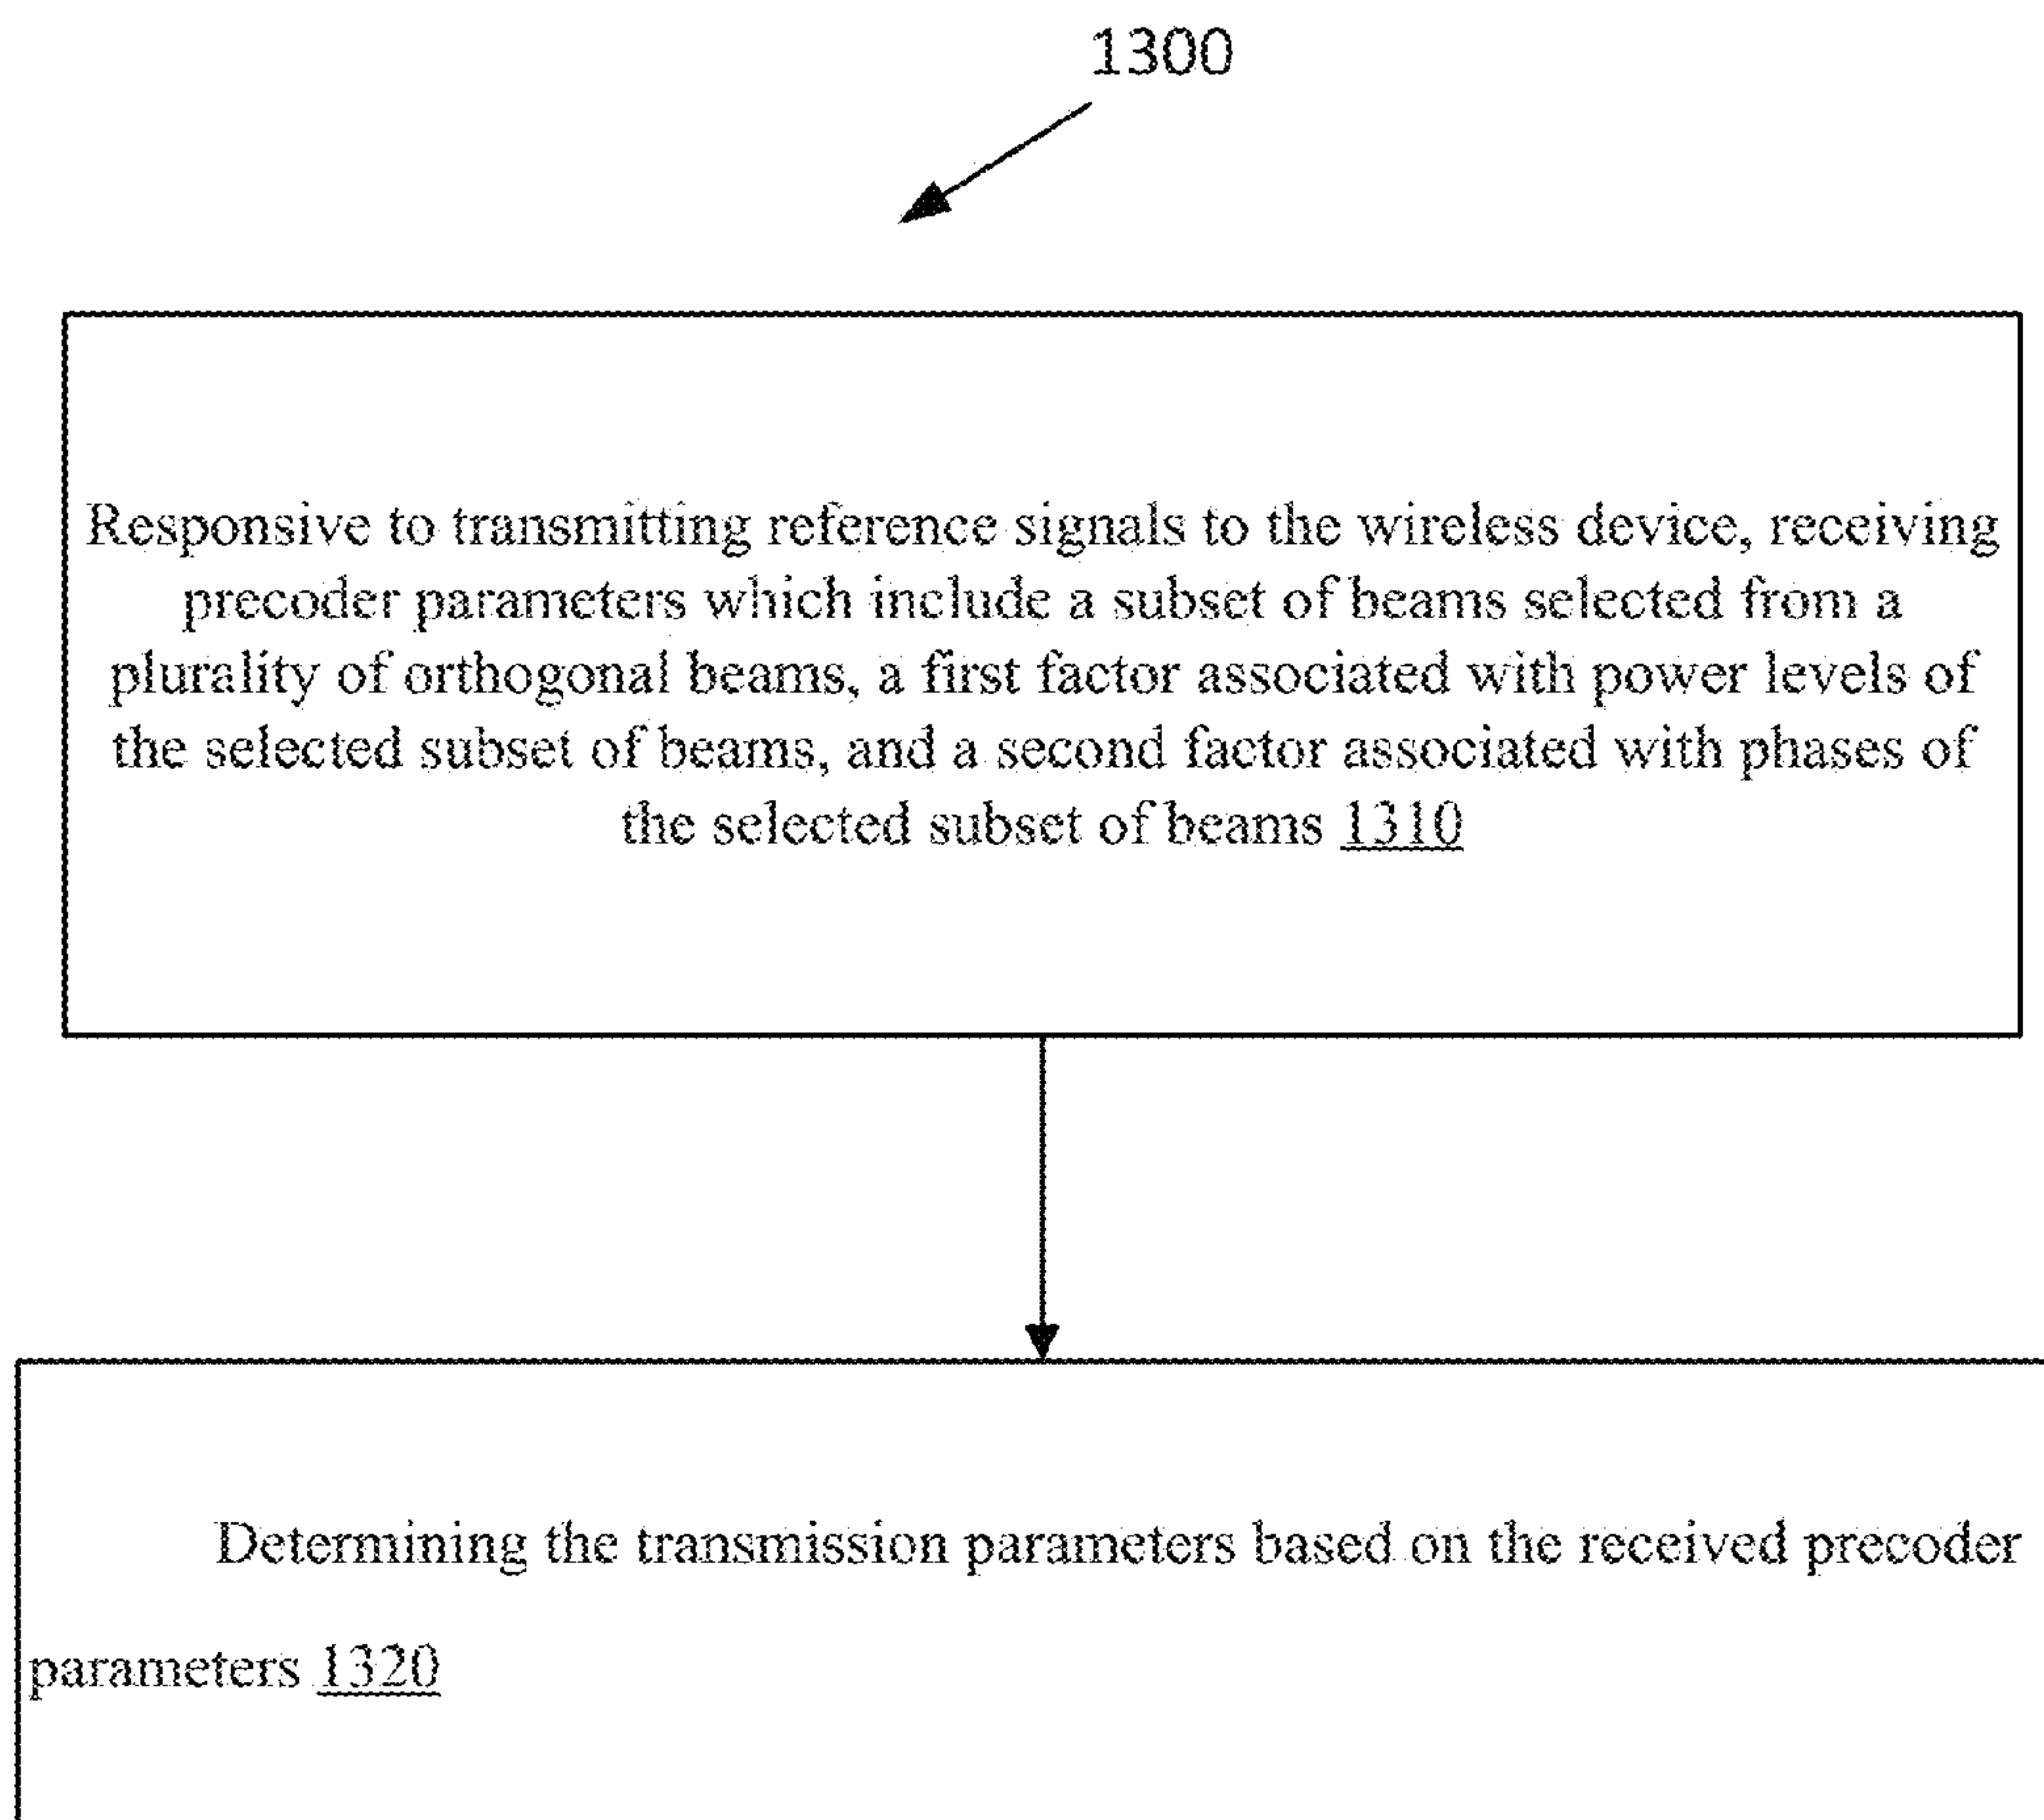 1300
Responsive to transmitting reference signals to the wireless device, receiving
precoder parameters which include a subset of beams selected from a
plurality of orthogonal beams, a first factor associated with power levels of
the selected subset of beams, and a second factor associated with phases of
the selected subset of beams 1310
Determining the transmission parameters based on the received precoder
parameters 1320